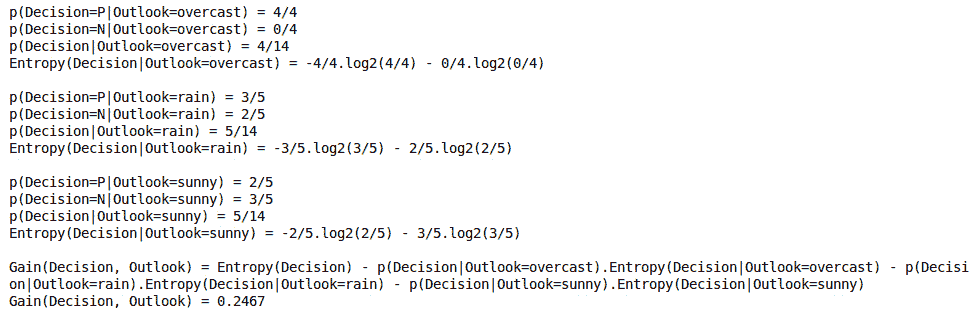 p(Decision=P|Outlook=overcast) = 4/4
p(Decision=N|Outlook=overcast) = 0/4
p(Decision|Outlook=overcast) = 4/14
Entropy(Decision|Outlook=overcast) = -4/4.log2(4/4) - 0/4.log2(0/4)

p(Decision=P|Outlook=rain) = 3/5
p(Decision=N|Outlook=rain) = 2/5
p(Decision|Outlook=rain) = 5/14
Entropy(Decision|Outlook=rain) = -3/5.log2(3/5) - 2/5.log2(2/5)

p(Decision=P|Outlook=sunny) = 2/5
p(Decision=N|Outlook=sunny) = 3/5
p(Decision|Outlook=sunny) = 5/14
Entropy(Decision|Outlook=sunny) = -2/5.log2(2/5) - 3/5.log2(3/5)

Gain(Decision, Outlook) = Entropy(Decision) - p(Decision|Outlook=overcast).Entropy(Decision|Outlook=overcast) - p(Decisi
on|Outlook=rain).Entropy(Decision|Outlook=rain) - p(Decision|Outlook=sunny).Entropy(Decision|Outlook=sunny)
Gain(Decision, Outlook) = 0.2467